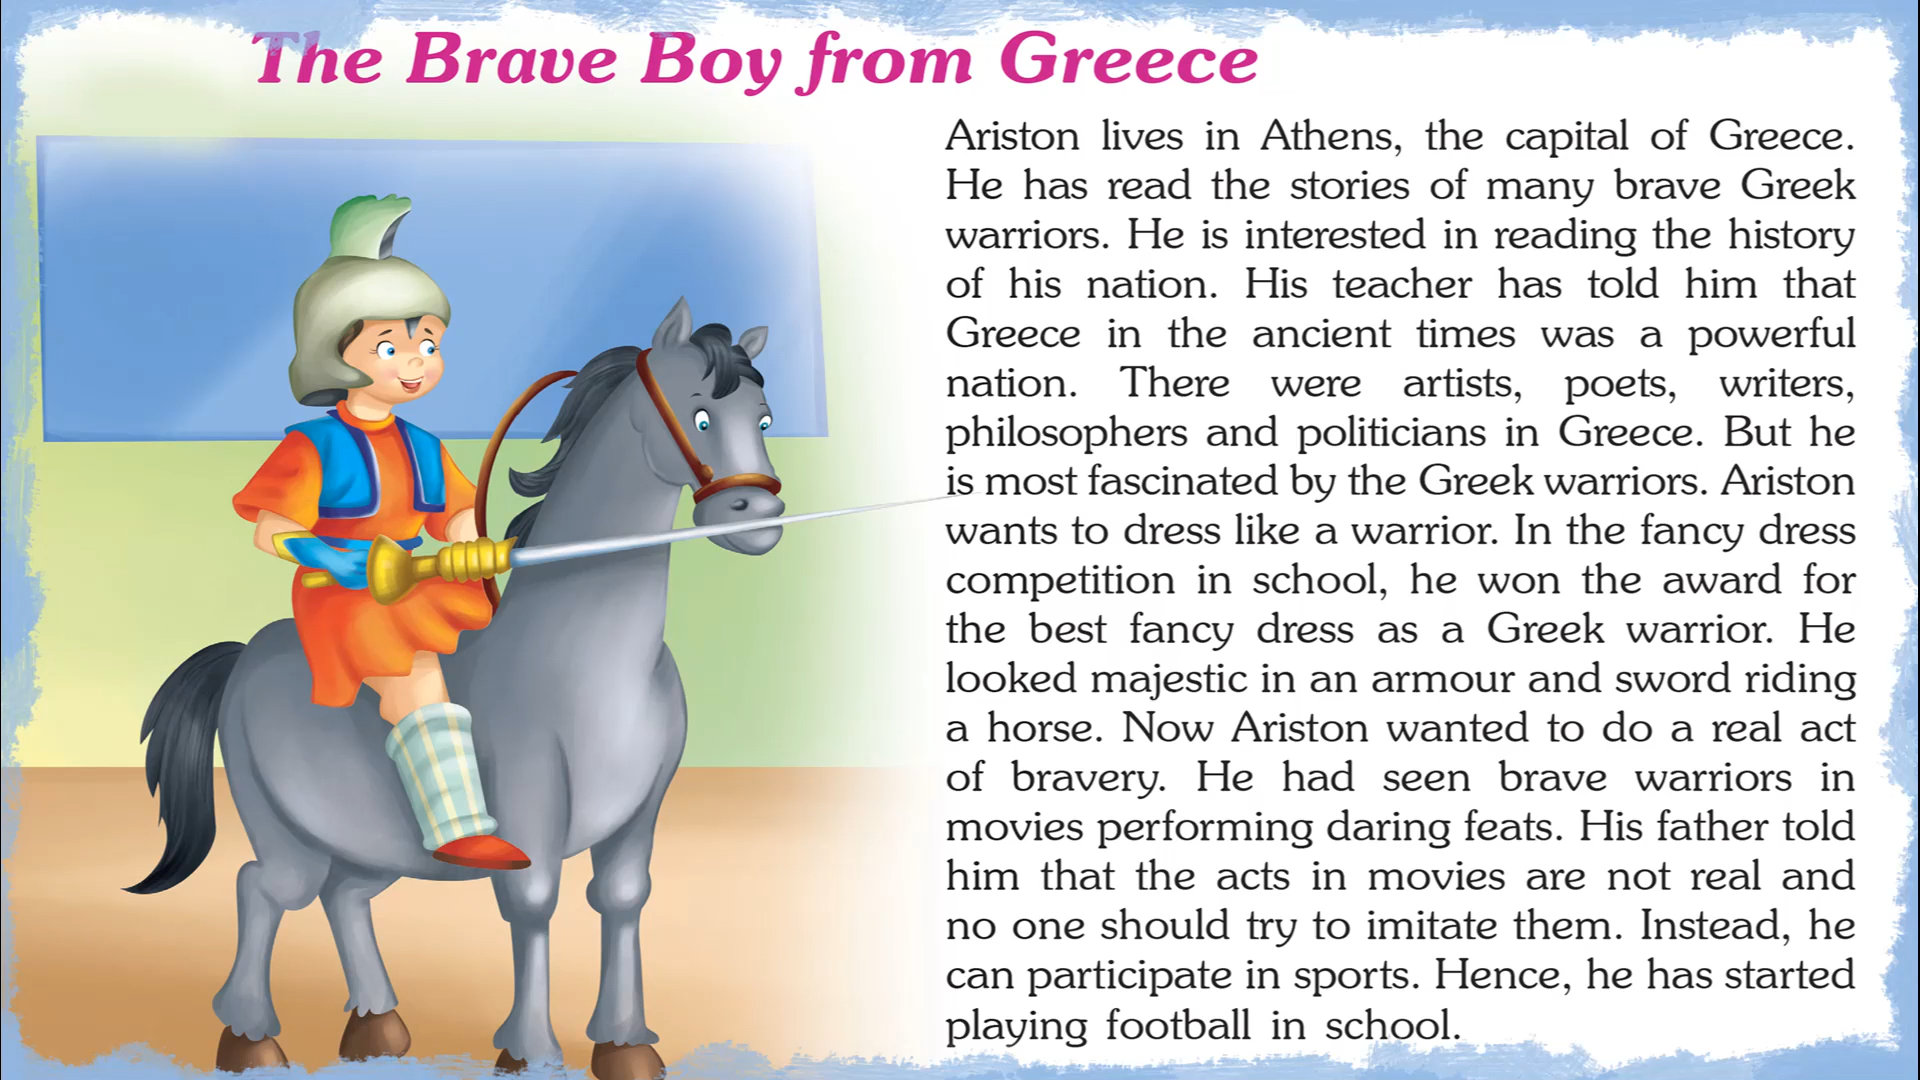 The Brave Boy from Greece
Ariston lives in Athens, the capital of Greece.
He has read the stories of many brave Greek
warriors. He is interested in reading the history
of his nation. His teacher has told him that
Greece in the ancient times was a powerful
nation. There were artists, poets, writers,
philosophers and politicians in Greece. But he
is most fascinated by the Greek warriors. Ariston
wants to dress like a warrior. In the fancy dress
competition in school, he won the award for
the best fancy dress as a Greek warrior. He
looked majestic in an armour and sword riding
a horse. Now Ariston wanted to do a real act
of bravery. He had seen brave warriors in
movies performing daring feats. His father told
him that the acts in movies are not real and
no one should try to imitate them. Instead, he
can participate in sports. Hence, he has started
playing football in school.